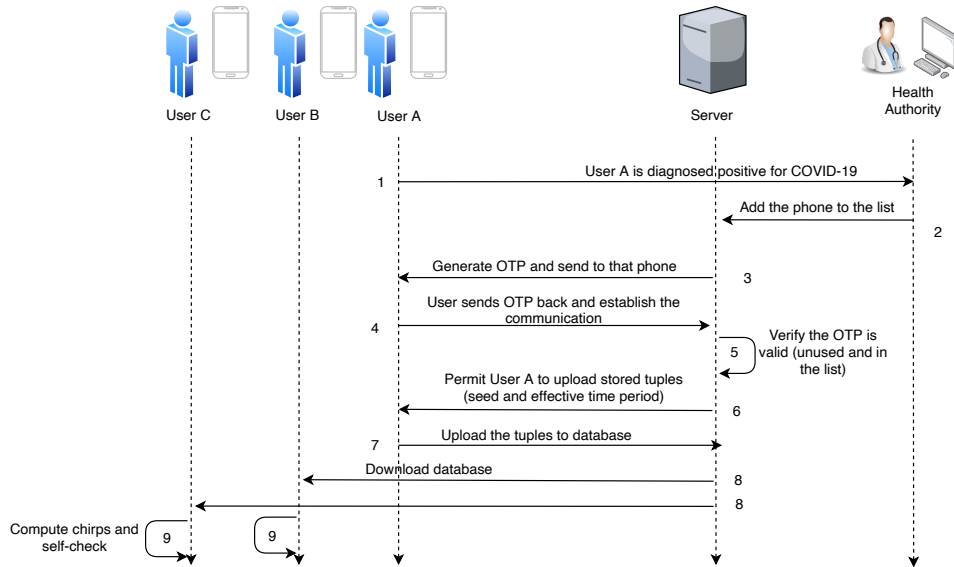 User C
User B
User A
Server
Health
Authority
1
User A is diagnosed positive for COVID-19
Add the phone to the list
2
Generate OTP and send to that phone
3
User sends OTP back and establish the
communication
4
5
Verify the OTP is
valid (unused and in
the list)
Permit User A to upload stored tuples
(seed and effective time period)
6
7
Upload the tuples to database
Download database
8
8
Compute chirps and
self-check
9
9